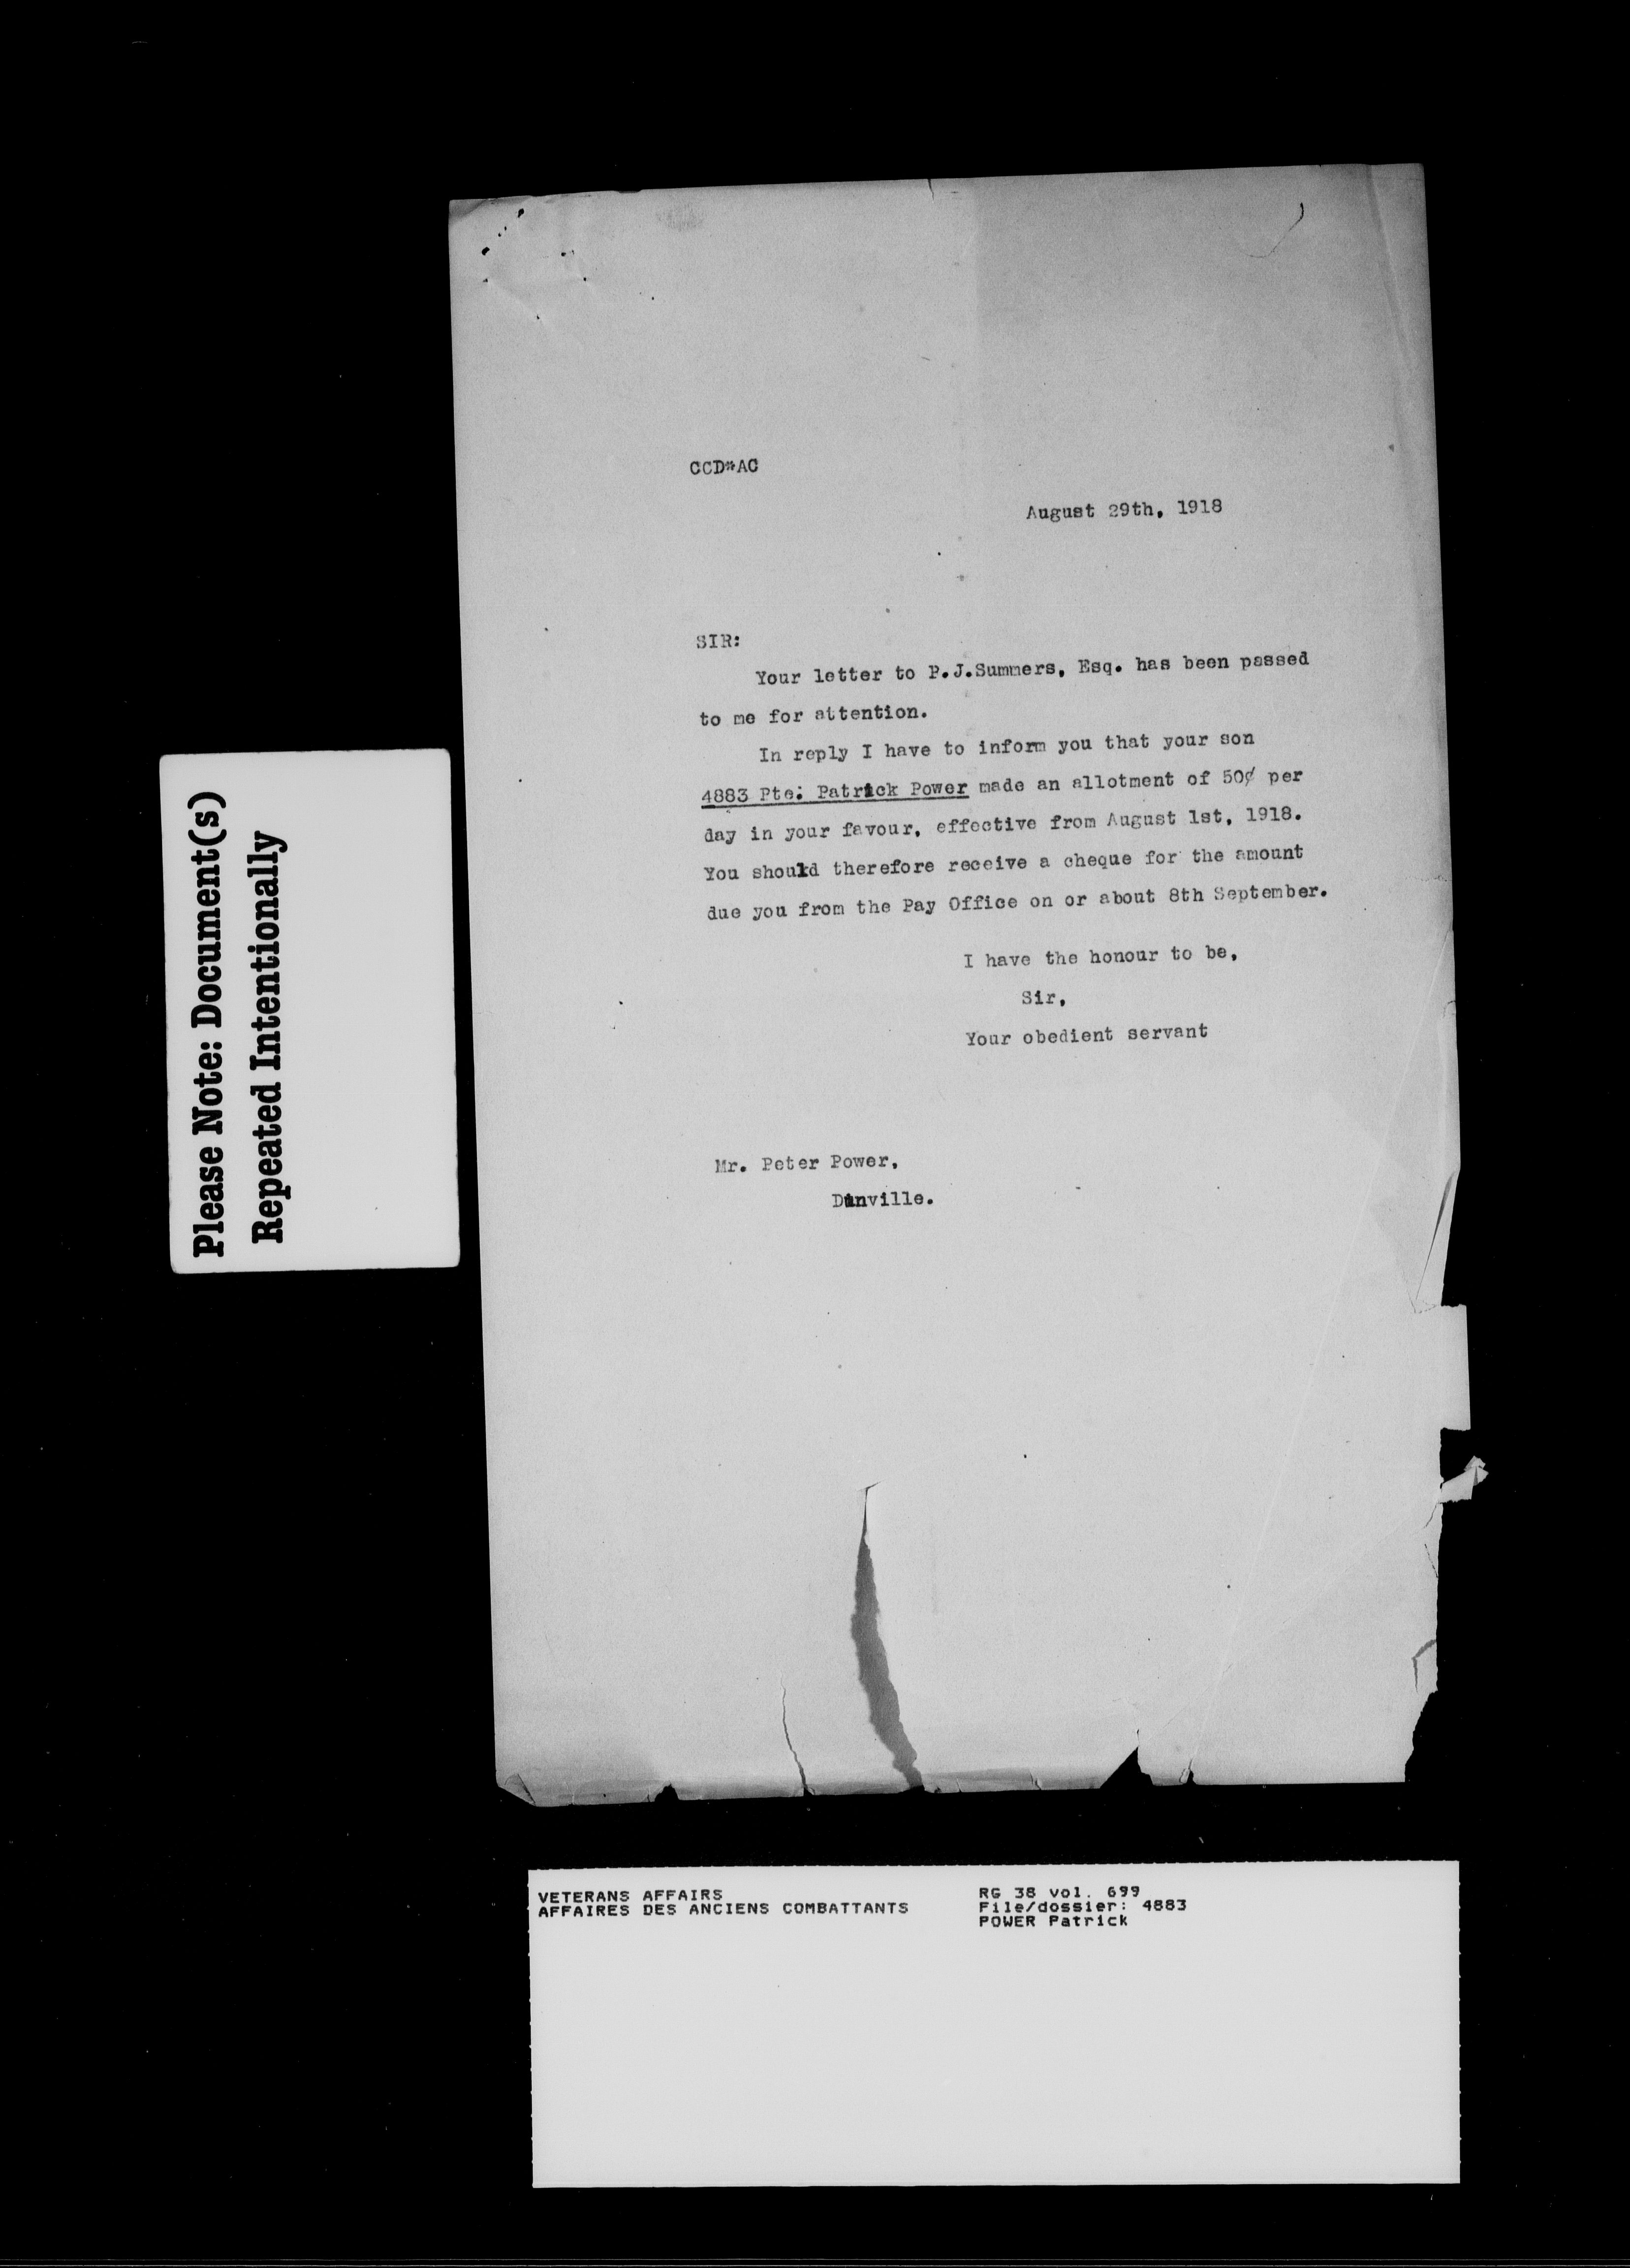 CCD*AC
August 29th, 1918
SIR:
Your letter to P.J.Summers, Esq. has been passed
to me for attention.
In reply I have to inform you that your son
4883 Pte. Patrick Power made an allotment of 50¢ per
day in your favour, effective from August 1st, 1918.
You should therefore receive a cheque for the amount
due you from the Pay Office on or about 8th September.
I have the honour to be,
Sir,
Your obedient servant
Mr. Peter Power,
Dunville.
Please Note: Document(s)
Repeated Intentionally
VETERANS AFFAIRS
AFFAIRES DES ANCIENS COMBATTANTS
RG 38 vol. 699
File/dossier: 4883
POWER Patrick